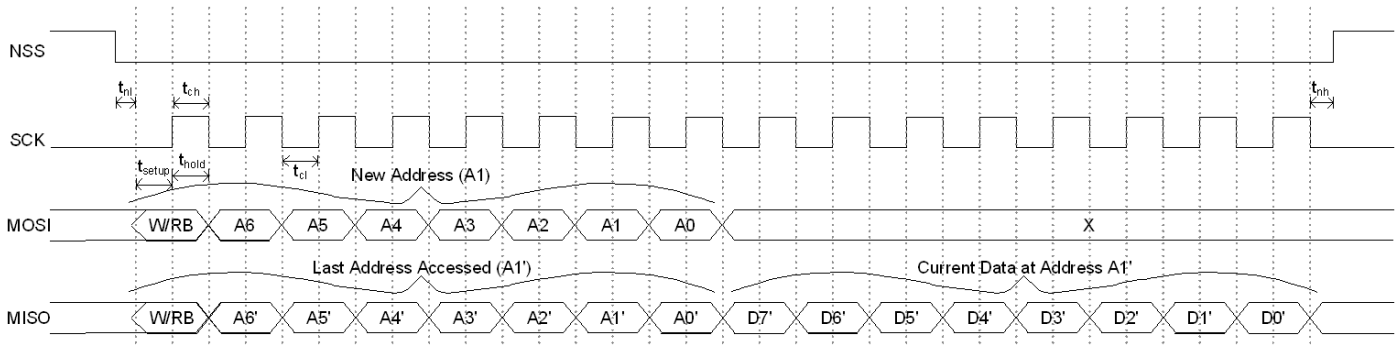 NSS
t_nl t_ch t_nh
SCK
t_setup t_hold t_cl
New Address (A1)
MOSI W/RB A6 A5 A4 A3 A2 A1 A0 X
Last Address Accessed (A1') Current Data at Address A1'
MISO W/RB A6' A5' A4' A3' A2' A1' A0' D7' D6' D5' D4' D3' D2' D1' D0'